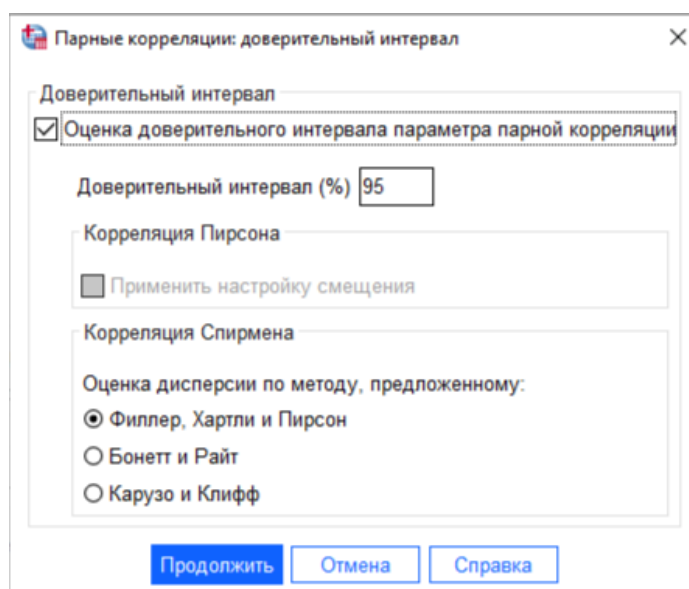 Парные корреляции: доверительный интервал
Доверительный интервал
Оценка доверительного интервала параметра парной корреляции
Доверительный интервал (%) 95
Корреляция Пирсона
Применить настройку смещения
Корреляция Спирмена
Оценка дисперсии по методу, предложенному:
Филлер, Хартли и Пирсон
Бонетт и Райт
Карузо и Клифф
Продолжить Отмена Справка